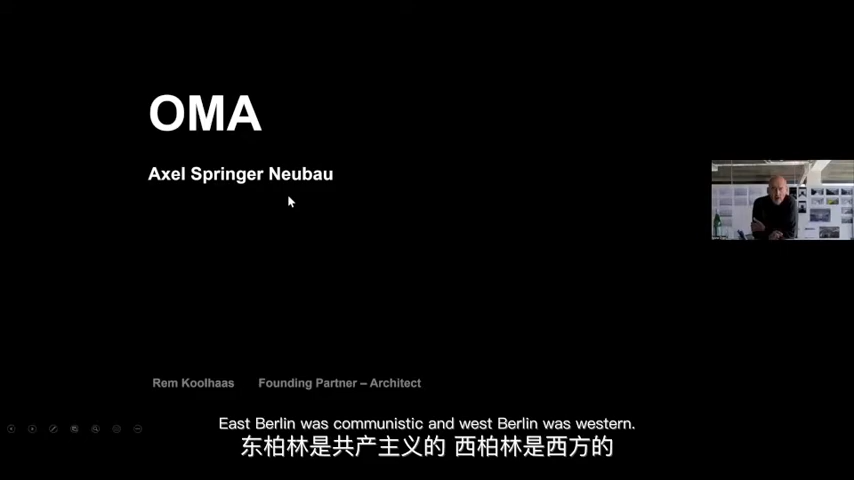 OMA
Axel Springer Neubau
Rem Koolhaas Founding Partner – Architect
East Berlin was communistic and west Berlin was western.
东柏林是共产主义的 西柏林是西方的